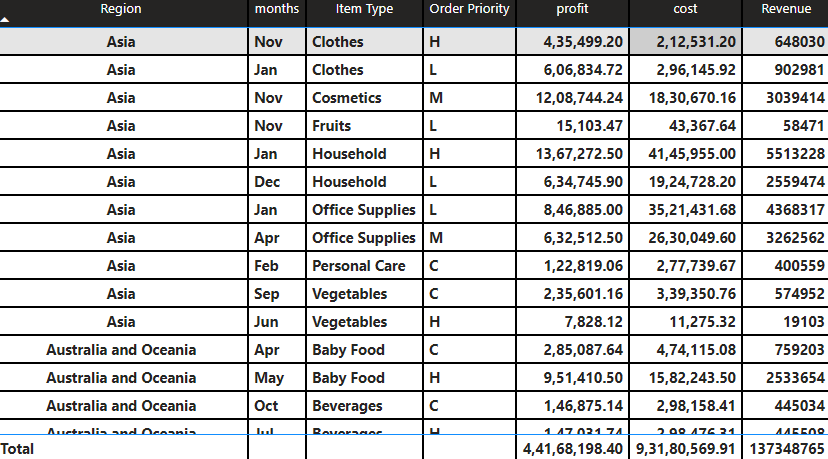 Region months Item Type Order Priority profit cost Revenue
Asia Nov Clothes H 4,35,499.20 2,12,531.20 648030
Asia Jan Clothes L 6,06,834.72 2,96,145.92 902981
Asia Nov Cosmetics M 12,08,744.24 18,30,670.16 3039414
Asia Nov Fruits L 15,103.47 43,367.64 58471
Asia Jan Household H 13,67,272.50 41,45,955.00 5513228
Asia Dec Household L 6,34,745.90 19,24,728.20 2559474
Asia Jan Office Supplies L 8,46,885.00 35,21,431.68 4368317
Asia Apr Office Supplies M 6,32,512.50 26,30,049.60 3262562
Asia Feb Personal Care C 1,22,819.06 2,77,739.67 400559
Asia Sep Vegetables C 2,35,601.16 3,39,350.76 574952
Asia Jun Vegetables H 7,828.12 11,275.32 19103
Australia and Oceania Apr Baby Food C 2,85,087.64 4,74,115.08 759203
Australia and Oceania May Baby Food H 9,51,410.50 15,82,243.50 2533654
Australia and Oceania Oct Beverages C 1,46,875.14 2,98,158.41 445034
Australia and Oceania Jul Beverages H 1,47,031.74 2,98,476.31 445508
Total 4,41,68,198.40 9,31,80,569.91 137348765